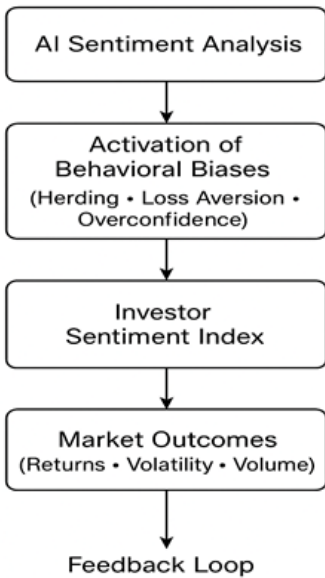 AI Sentiment Analysis
Activation of
Behavioral Biases
(Herding • Loss Aversion •
Overconfidence)
Investor
Sentiment Index
Market Outcomes
(Returns • Volatility • Volume)
Feedback Loop